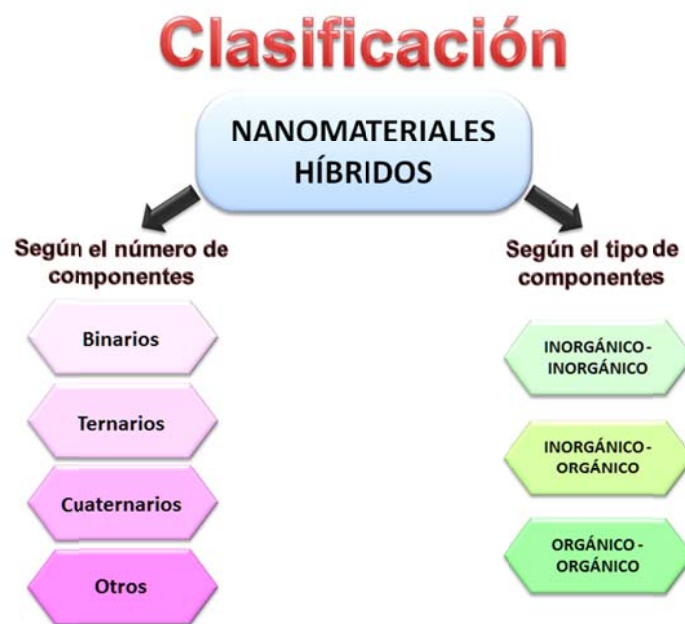 Clasificación
NANOMATERIALES
HÍBRIDOS
Según el número de
componentes
Binarios
Ternarios
Cuaternarios
Otros
Según el tipo de
componentes
INORGÁNICO-
INORGÁNICO
INORGÁNICO-
ORGÁNICO
ORGÁNICO-
ORGÁNICO